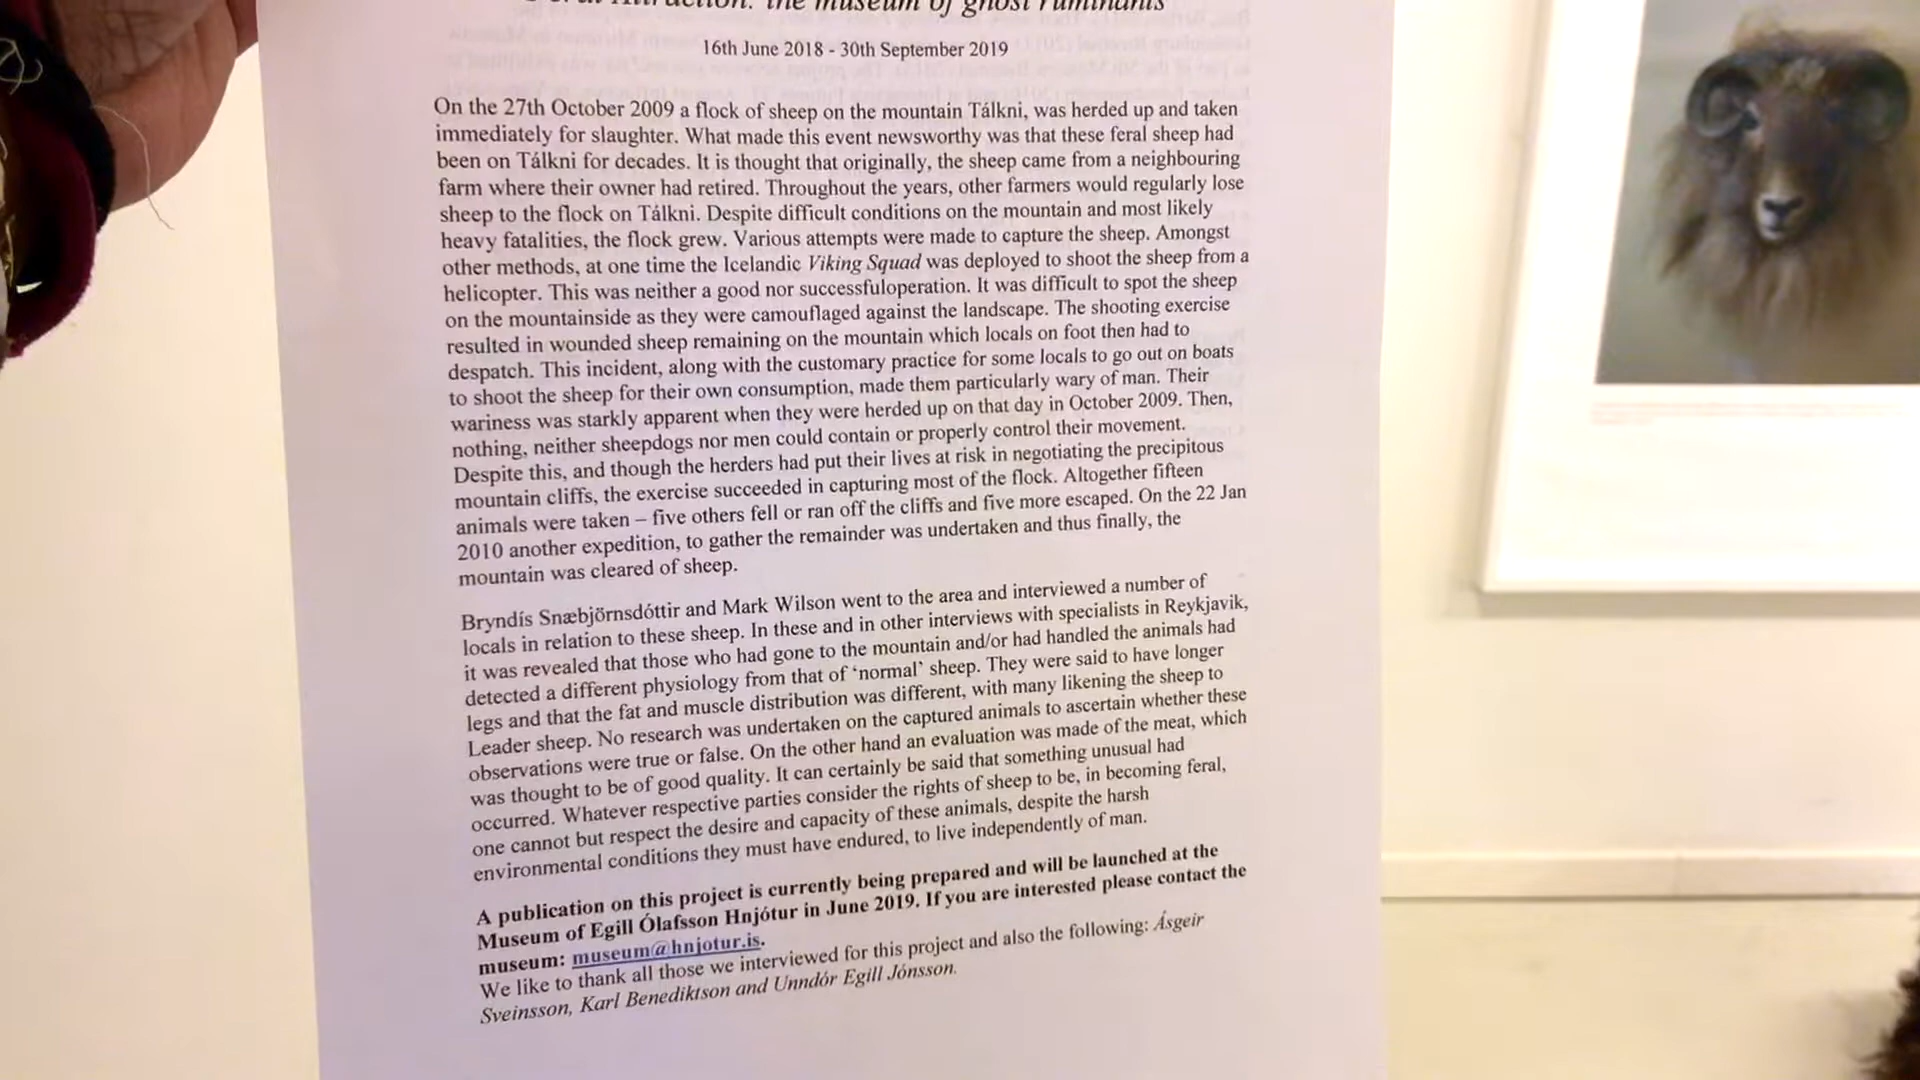 the museum of ghost ruminants
16th June 2018 - 30th September 2019
On the 27th October 2009 a flock of sheep on the mountain Tálkni, was herded up and taken
immediately for slaughter. What made this event newsworthy was that these feral sheep had
been on Tálkni for decades. It is thought that originally, the sheep came from a neighbouring
farm where their owner had retired. Throughout the years, other farmers would regularly lose
sheep to the flock on Tálkni. Despite difficult conditions on the mountain and most likely
heavy fatalities, the flock grew. Various attempts were made to capture the sheep. Amongst
other methods, at one time the Icelandic Viking Squad was deployed to shoot the sheep from a
helicopter. This was neither a good nor successfuloperation. It was difficult to spot the sheep
on the mountainside as they were camouflaged against the landscape. The shooting exercise
resulted in wounded sheep remaining on the mountain which locals on foot then had to
despatch. This incident, along with the customary practice for some locals to go out on boats
to shoot the sheep for their own consumption, made them particularly wary of man. Their
wariness was starkly apparent when they were herded up on that day in October 2009. Then,
nothing, neither sheepdogs nor men could contain or properly control their movement.
Despite this, and though the herders had put their lives at risk in negotiating the precipitous
mountain cliffs, the exercise succeeded in capturing most of the flock. Altogether fifteen
animals were taken – five others fell or ran off the cliffs and five more escaped. On the 22 Jan
2010 another expedition, to gather the remainder was undertaken and thus finally, the
mountain was cleared of sheep.
Bryndís Snæbjörnsdóttir and Mark Wilson went to the area and interviewed a number of
locals in relation to these sheep. In these and in other interviews with specialists in Reykjavik,
it was revealed that those who had gone to the mountain and/or had handled the animals had
detected a different physiology from that of ‘normal’ sheep. They were said to have longer
legs and that the fat and muscle distribution was different, with many likening the sheep to
Leader sheep. No research was undertaken on the captured animals to ascertain whether these
observations were true or false. On the other hand an evaluation was made of the meat, which
was thought to be of good quality. It can certainly be said that something unusual had
occurred. Whatever respective parties consider the rights of sheep to be, in becoming feral,
one cannot but respect the desire and capacity of these animals, despite the harsh
environmental conditions they must have endured, to live independently of man.
A publication on this project is currently being prepared and will be launched at the
Museum of Egill Ólafsson Hnjótur in June 2019. If you are interested please contact the
museum: museum@hnjotur.is.
We like to thank all those we interviewed for this project and also the following: Ásgeir
Sveinsson, Karl Benediktson and Unndór Egill Jónsson.